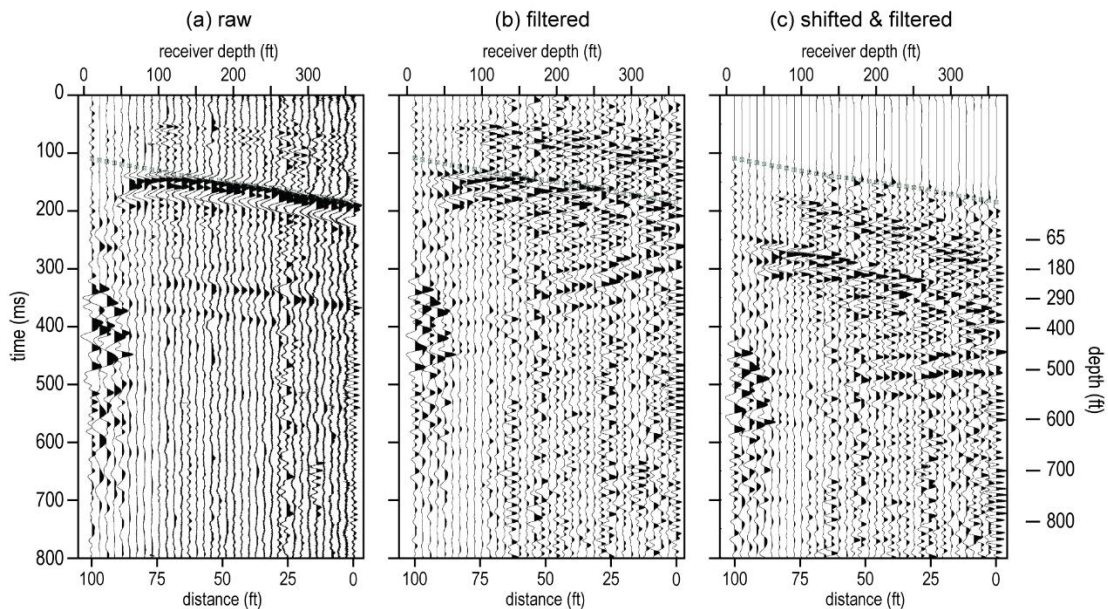 (a) raw
(b) filtered
(c) shifted & filtered
receiver depth (ft)
receiver depth (ft)
receiver depth (ft)
0 100 200 300
0 100 200 300
0 100 200 300
0
100
200
300
400
500
600
700
800
time (ms)
65
180
290
400
500
600
700
800
depth (ft)
100 75 50 25 0
100 75 50 25 0
100 75 50 25 0
distance (ft)
distance (ft)
distance (ft)